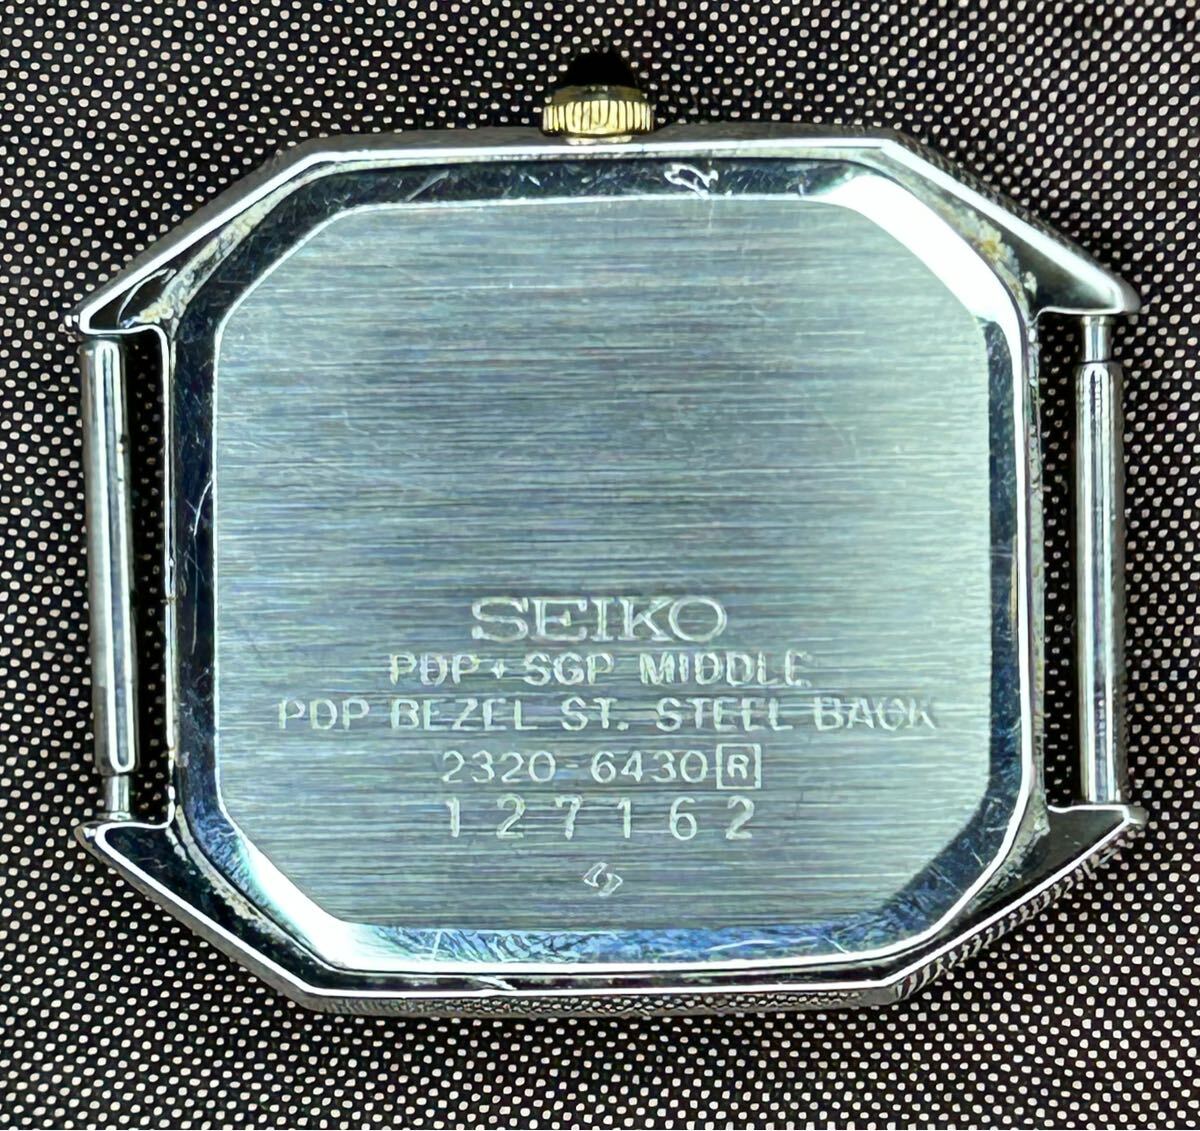 SEIKO
PDP+SGP MIDDLE
PDP BEZEL ST. STEEL BACK
2320-6430 R
127162